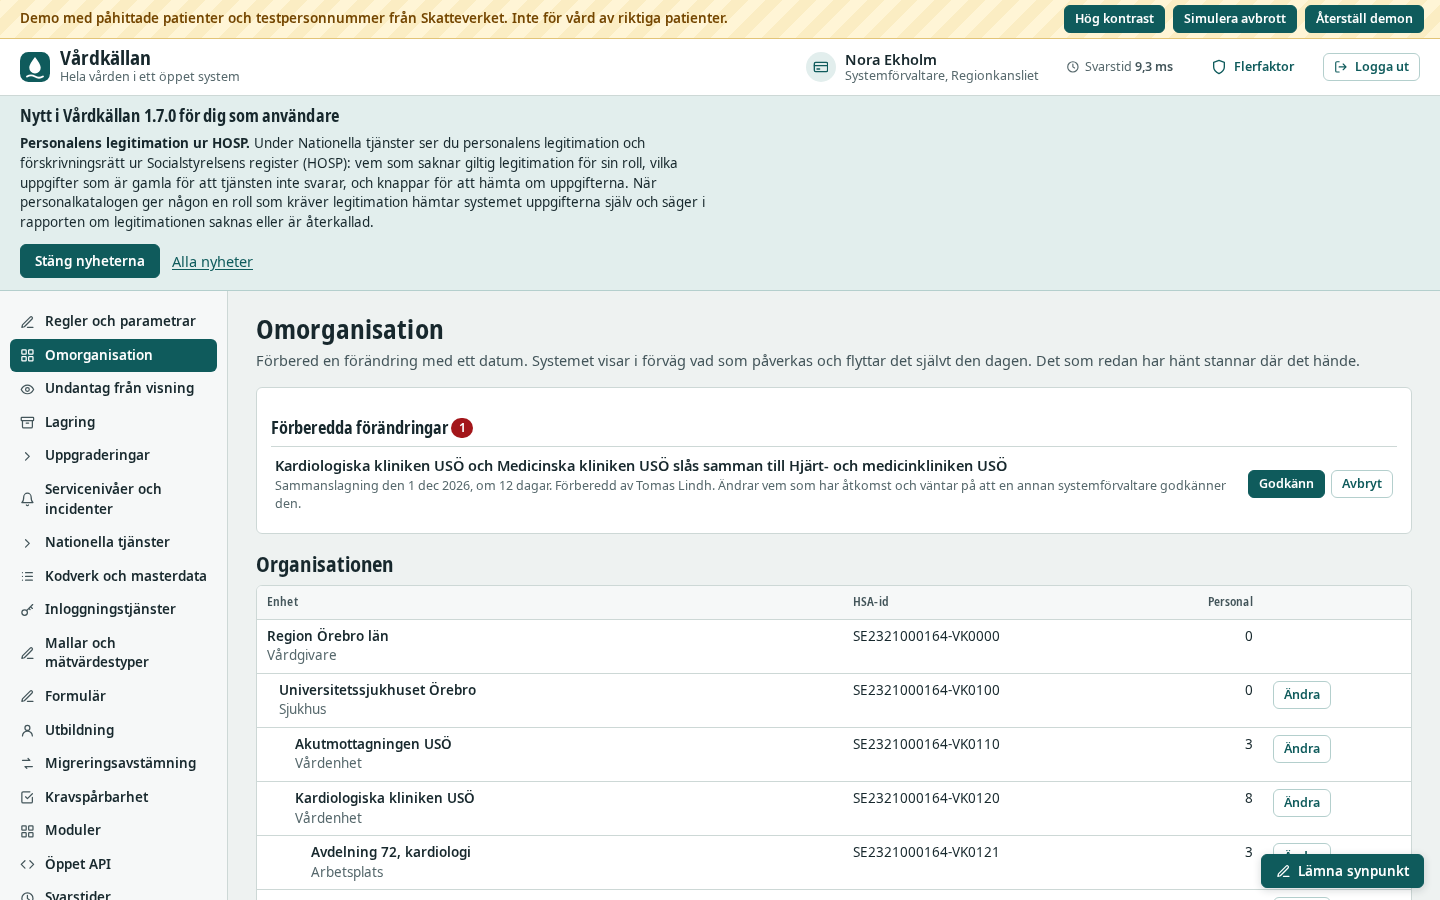 Demo med påhittade patienter och testpersonnummer från Skatteverket. Inte för vård av riktiga patienter.
Hög kontrast
Simulera avbrott
Återställ demon
Vårdkällan
Hela vården i ett öppet system
Nora Ekholm
Systemförvaltare, Regionkansliet
Svarstid 9,3 ms
Flerfaktor
Logga ut
Nytt i Vårdkällan 1.7.0 för dig som användare
Personalens legitimation ur HOSP. Under Nationella tjänster ser du personalens legitimation och
förskrivningsrätt ur Socialstyrelsens register (HOSP): vem som saknar giltig legitimation för sin roll, vilka
uppgifter som är gamla för att tjänsten inte svarar, och knappar för att hämta om uppgifterna. När
personalkatalogen ger någon en roll som kräver legitimation hämtar systemet uppgifterna själv och säger i
rapporten om legitimationen saknas eller är återkallad.
Stäng nyheterna
Alla nyheter
Regler och parametrar
Omorganisation
Undantag från visning
Lagring
Uppgraderingar
Servicenivåer och
incidenter
Nationella tjänster
Kodverk och masterdata
Inloggningstjänster
Mallar och
mätvärdestyper
Formulär
Utbildning
Migreringsavstämning
Kravspårbarhet
Moduler
Öppet API
Svarstider
Omorganisation
Förbered en förändring med ett datum. Systemet visar i förväg vad som påverkas och flyttar det självt den dagen. Det som redan har hänt stannar där det hände.
Förberedda förändringar 1
Kardiologiska kliniken USÖ och Medicinska kliniken USÖ slås samman till Hjärt- och medicinkliniken USÖ
Sammanslagning den 1 dec 2026, om 12 dagar. Förberedd av Tomas Lindh. Ändrar vem som har åtkomst och väntar på att en annan systemförvaltare godkänner
den.
Godkänn
Avbryt
Organisationen
Enhet HSA-id Personal
Region Örebro län SE2321000164-VK0000 0
Vårdgivare
Universitetssjukhuset Örebro SE2321000164-VK0100 0 Ändra
Sjukhus
Akutmottagningen USÖ SE2321000164-VK0110 3 Ändra
Vårdenhet
Kardiologiska kliniken USÖ SE2321000164-VK0120 8 Ändra
Vårdenhet
Avdelning 72, kardiologi SE2321000164-VK0121 3
Arbetsplats
Lämna synpunkt